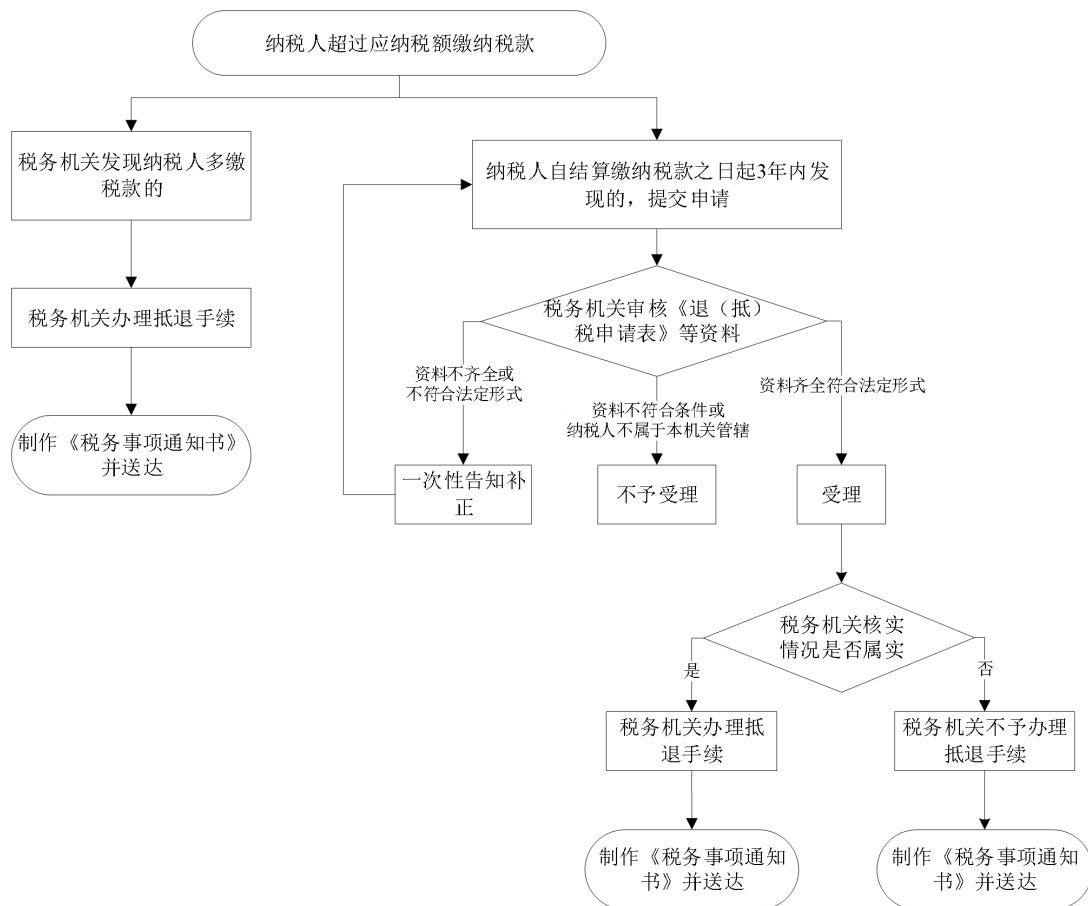 纳税人超过应纳税额缴纳税款
税务机关发现纳税人多缴
税款的
税务机关办理抵退手续
制作《税务事项通知书》
并送达
纳税人自结算缴纳税款之日起3年内发
现的，提交申请
税务机关审核《退（抵）
税申请表》等资料
资料不齐全或
不符合法定形式
资料不符合条件或
纳税人不属于本机关管辖
资料齐全符合法定形式
一次性告知补
正
不予受理
受理
税务机关核实
情况是否属实
是
否
税务机关办理抵
退手续
税务机关不予办理
抵退手续
制作《税务事项通知
书》并送达
制作《税务事项通知
书》并送达